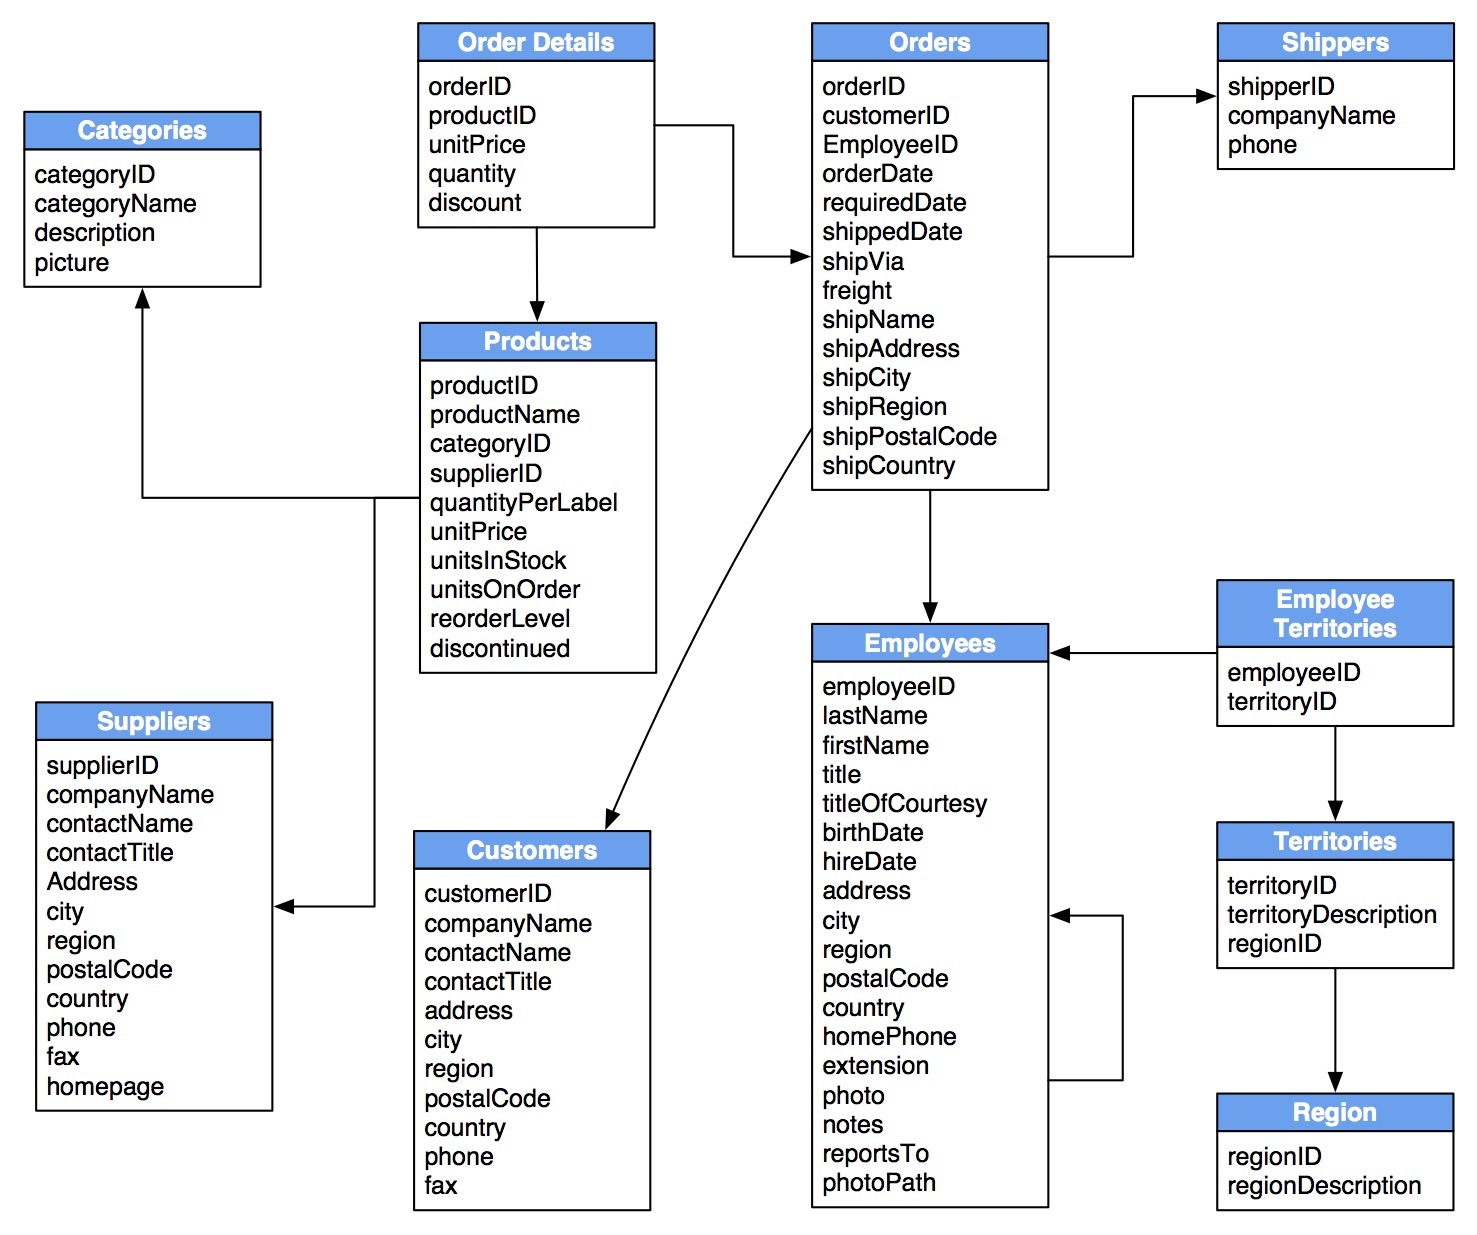 Order Details
orderID
productID
unitPrice
quantity
discount
Orders
orderID
customerID
EmployeeID
orderDate
requiredDate
shippedDate
shipVia
freight
shipName
shipAddress
shipCity
shipRegion
shipPostalCode
shipCountry
Shippers
shipperID
companyName
phone
Categories
categoryID
categoryName
description
picture
Products
productID
productName
categoryID
supplierID
quantityPerLabel
unitPrice
unitsInStock
unitsOnOrder
reorderLevel
discontinued
Suppliers
supplierID
companyName
contactName
contactTitle
Address
city
region
postalCode
country
phone
fax
homepage
Customers
customerID
companyName
contactName
contactTitle
address
city
region
postalCode
country
phone
fax
Employees
employeeID
lastName
firstName
title
titleOfCourtesy
birthDate
hireDate
address
city
region
postalCode
country
homePhone
extension
photo
notes
reportsTo
photoPath
Employee
Territories
employeeID
territoryID
Territories
territoryID
territoryDescription
regionID
Region
regionID
regionDescription